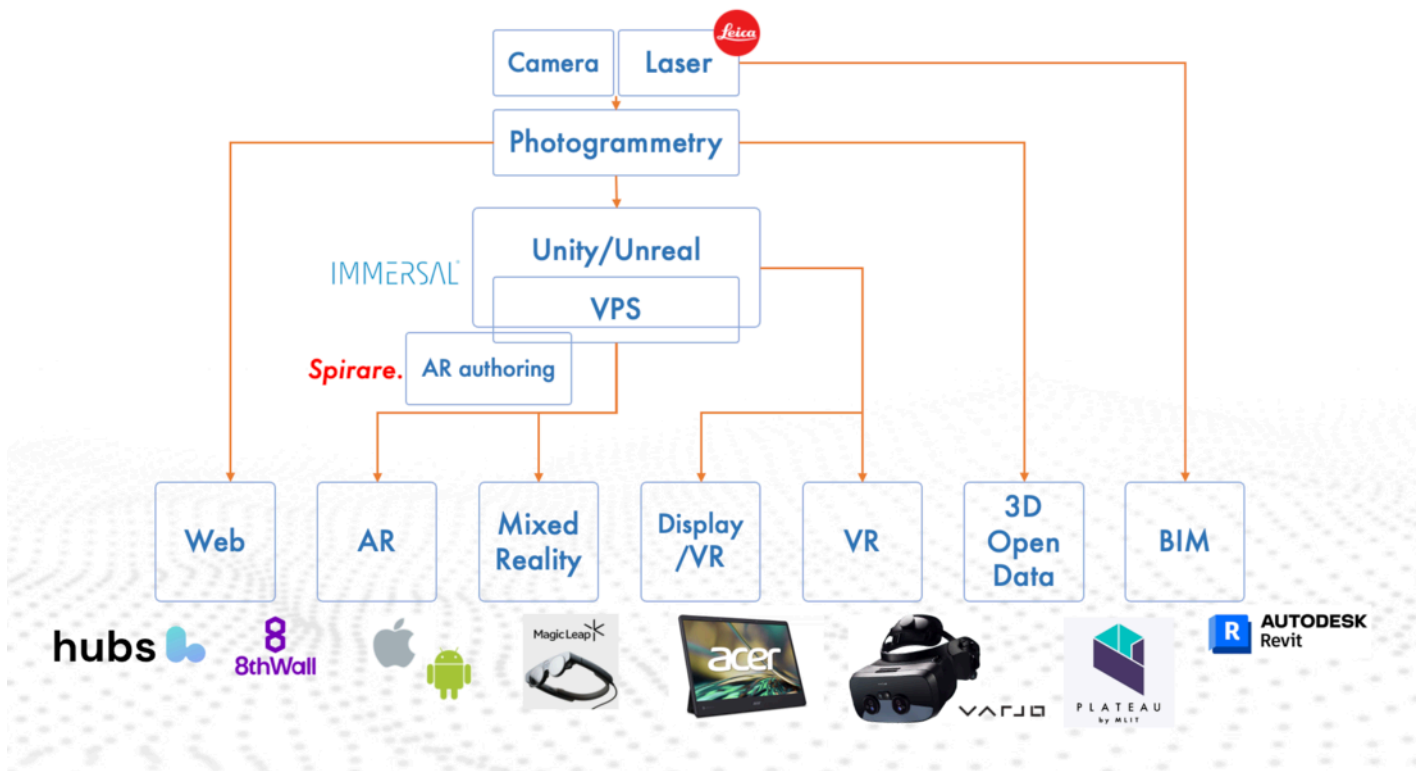 Leica
Camera
Laser
Photogrammetry
Unity/Unreal
IMMERSAL
VPS
Spirare.
AR authoring
Web
AR
Mixed
Reality
Display
/VR
VR
3D
Open
Data
BIM
hubs
8thWall
Magic Leap
acer
VARJO
PLATEAU
by MLIT
R
AUTODESK
Revit